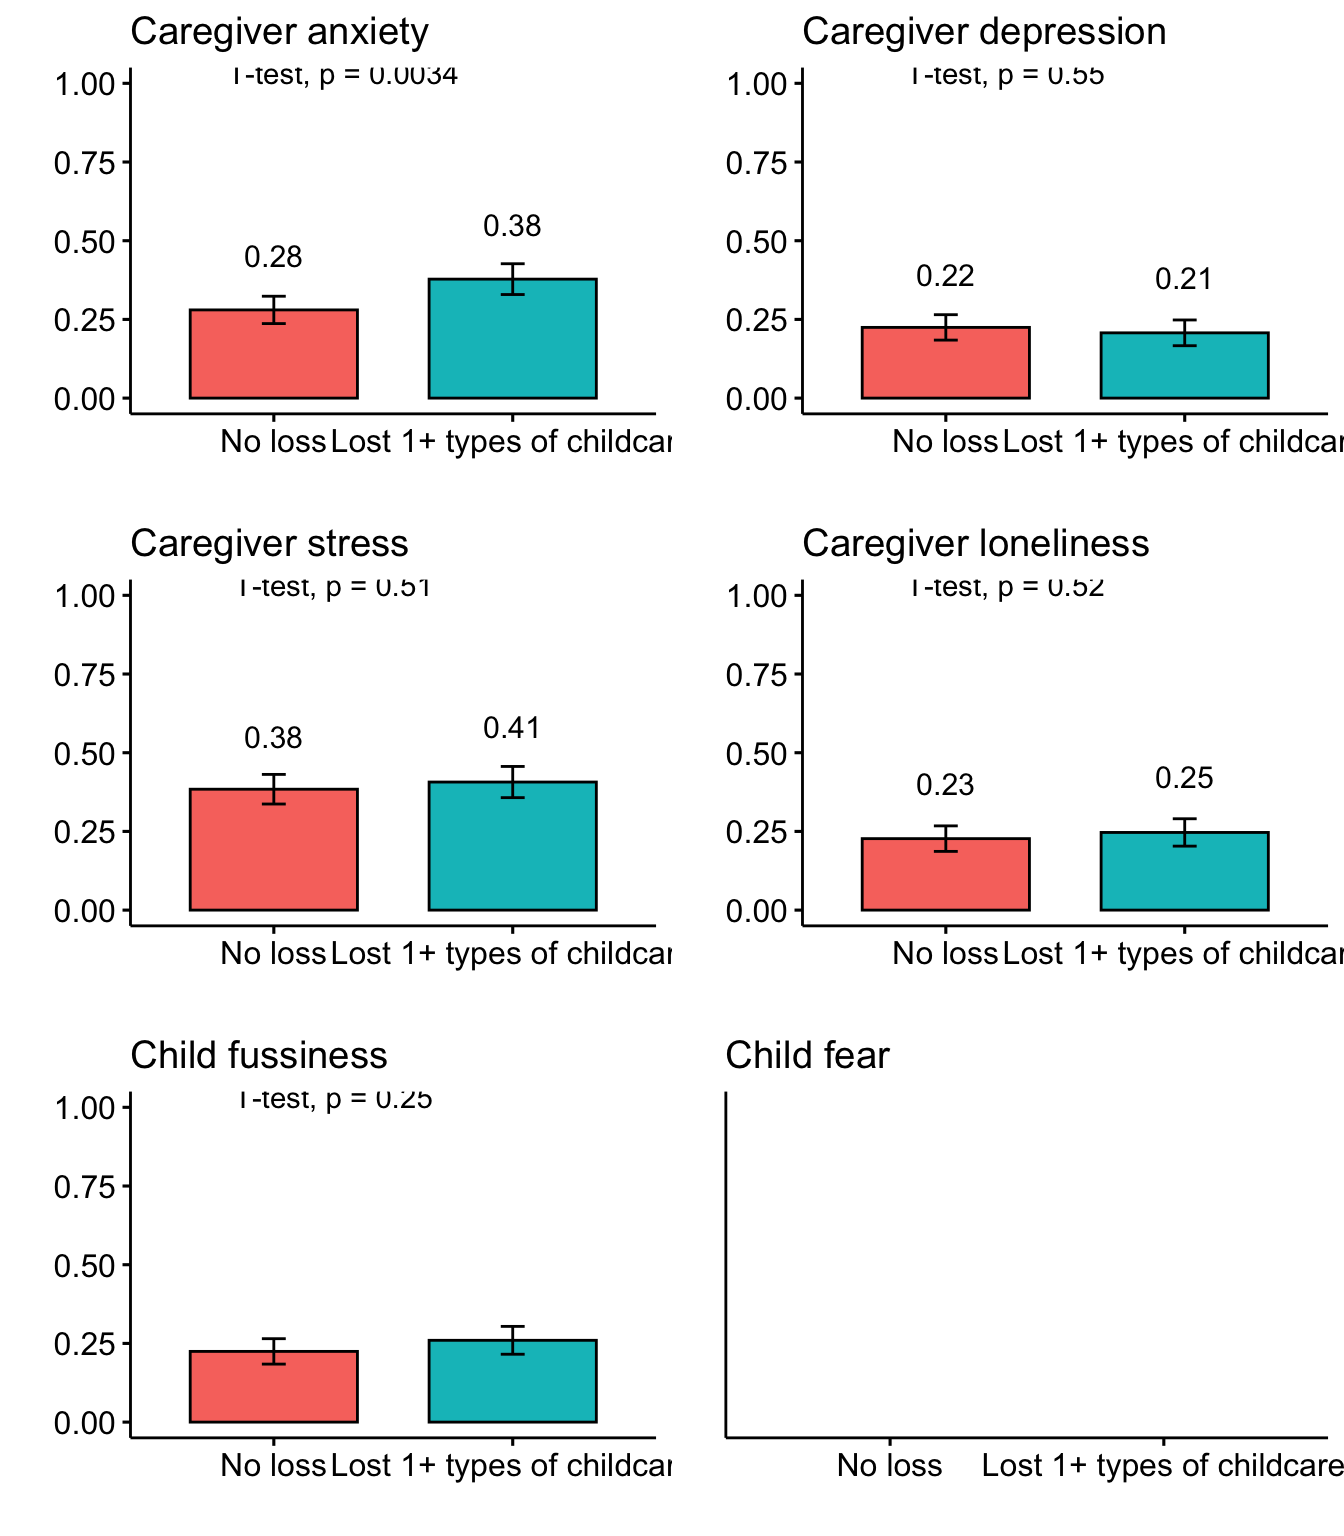 Caregiver anxiety
T-test, p = 0.0034
1.00
0.75
0.50
0.25
0.00
0.28
0.38
No loss
Lost 1+ types of childcar
Caregiver depression
T-test, p = 0.55
1.00
0.75
0.50
0.25
0.00
0.22
0.21
No loss
Lost 1+ types of childcar
Caregiver stress
T-test, p = 0.51
1.00
0.75
0.50
0.25
0.00
0.38
0.41
No loss
Lost 1+ types of childcar
Caregiver loneliness
T-test, p = 0.52
1.00
0.75
0.50
0.25
0.00
0.23
0.25
No loss
Lost 1+ types of childcar
Child fussiness
T-test, p = 0.25
1.00
0.75
0.50
0.25
0.00
No loss
Lost 1+ types of childcar
Child fear
No loss
Lost 1+ types of childcare